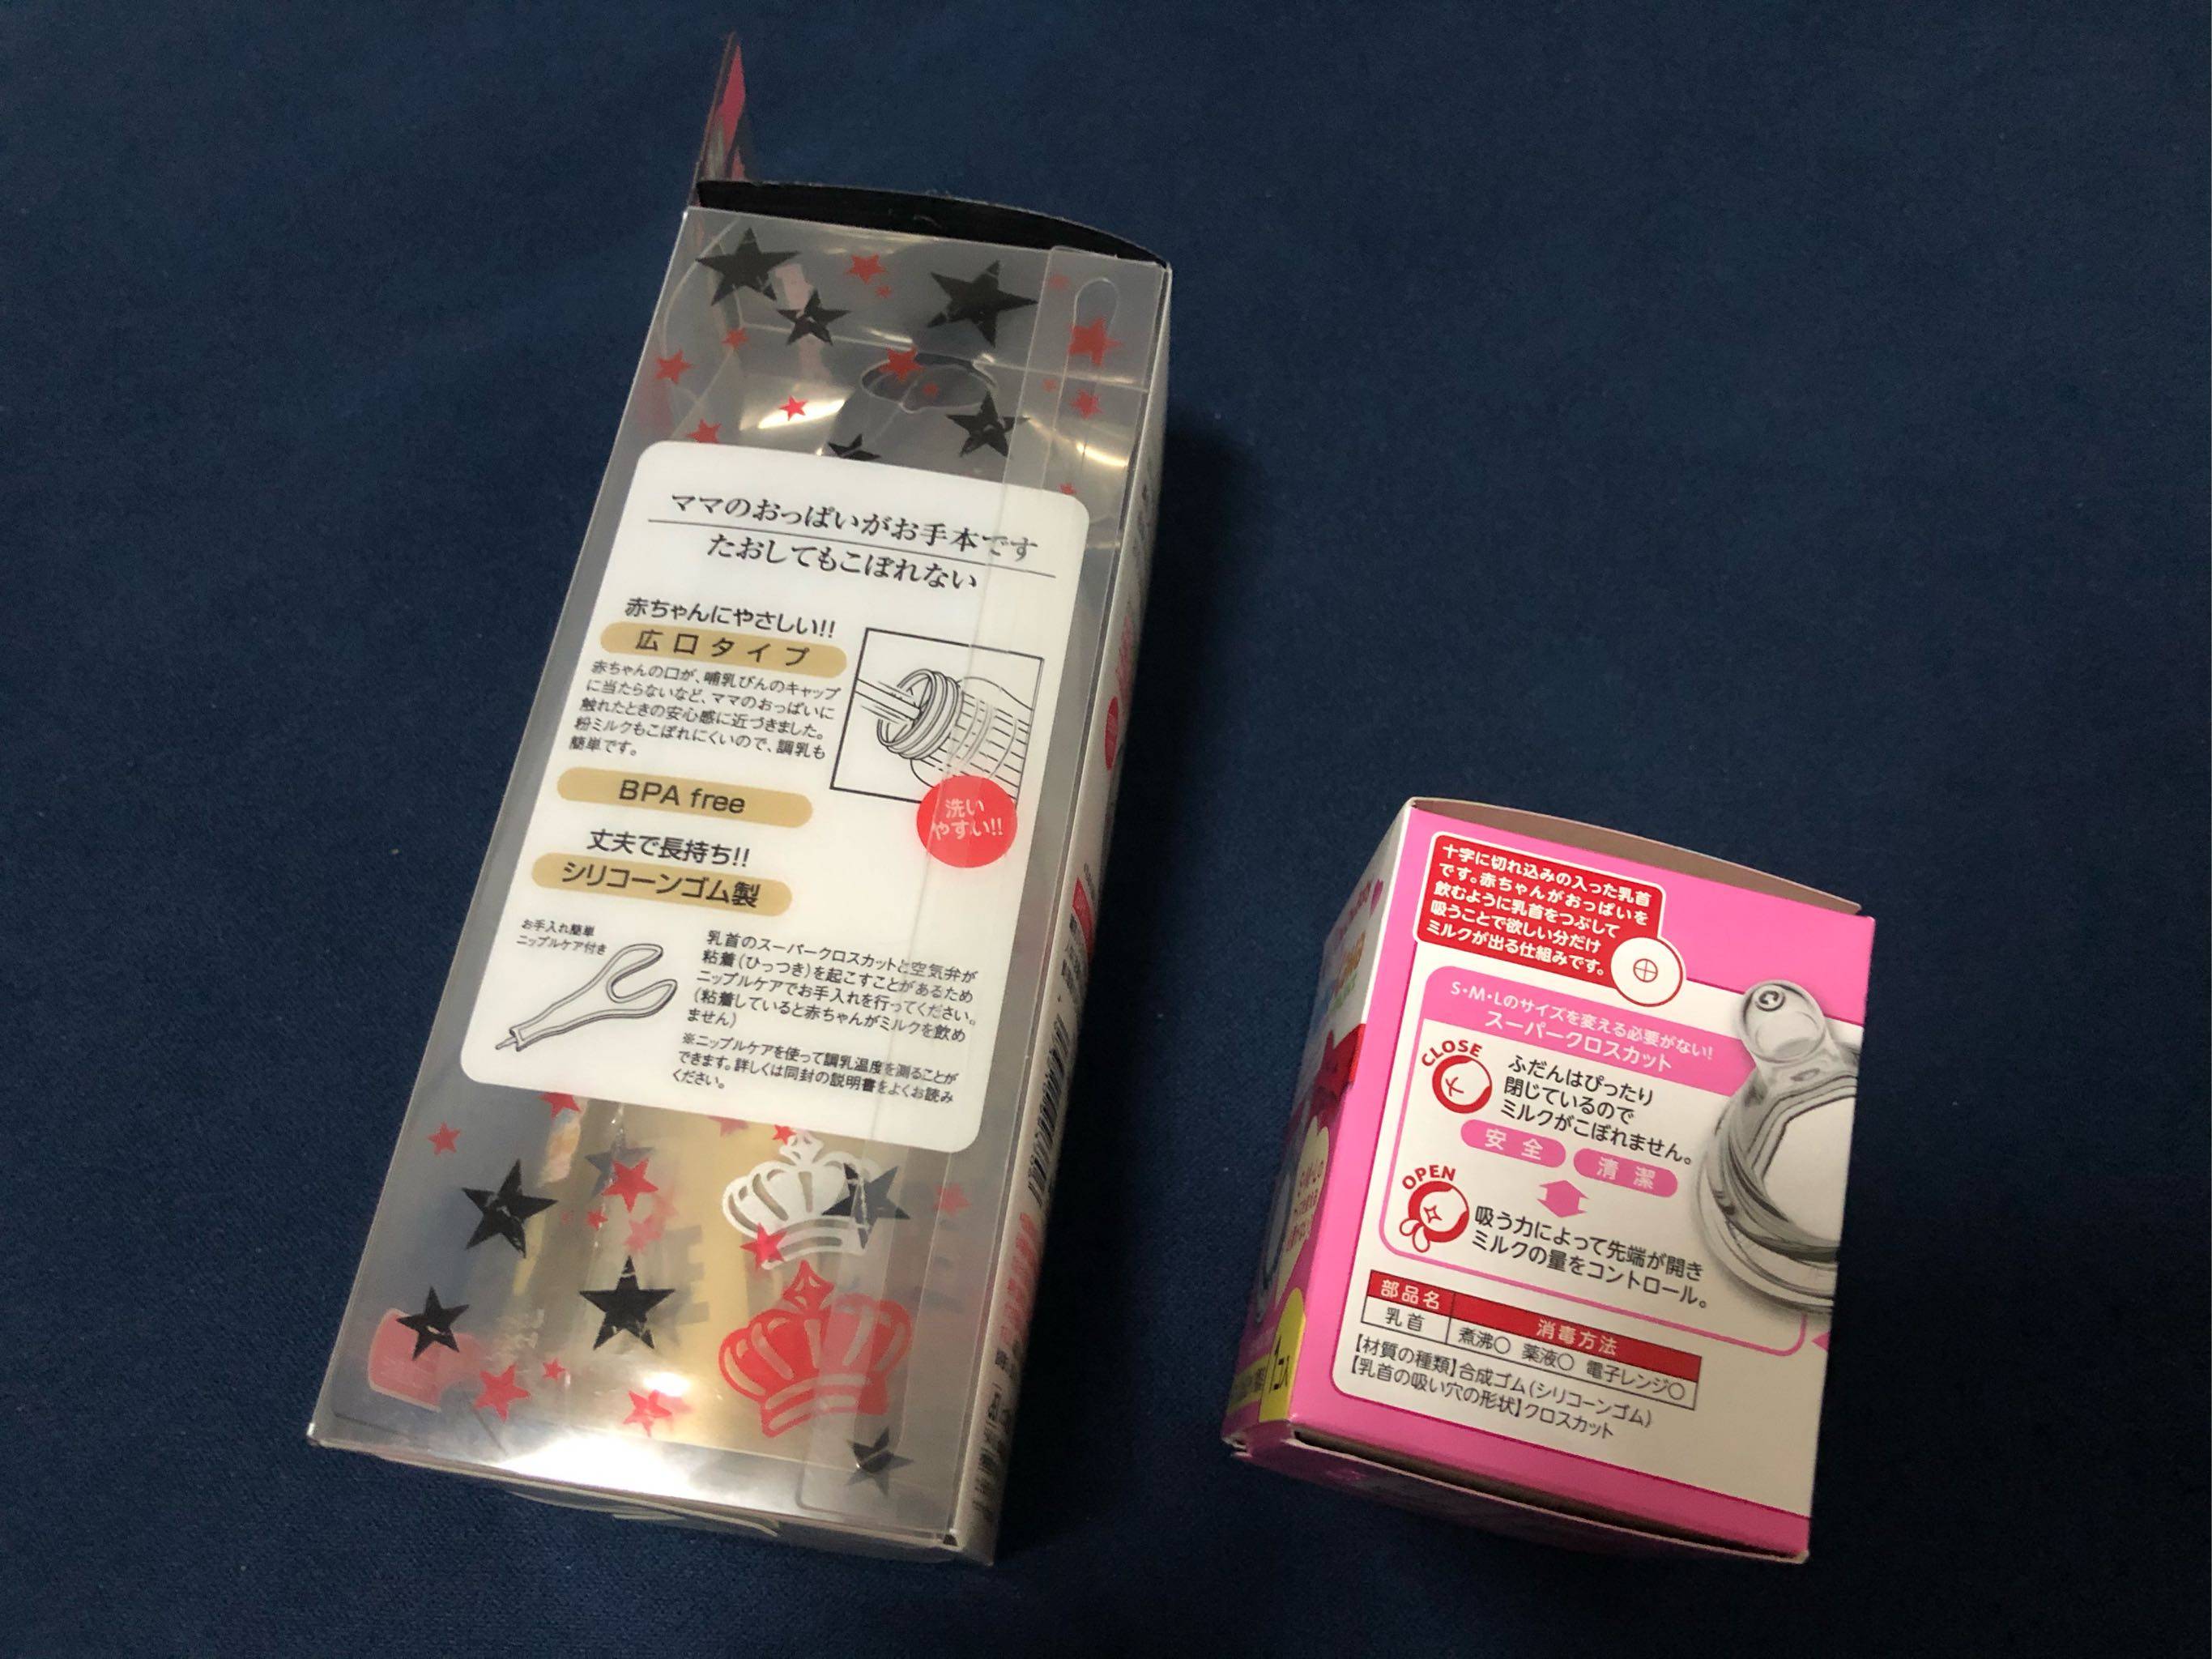 ママのおっぱいがお手本です
たおしてもこぼれない
赤ちゃんにやさしい!!
広口タイプ
赤ちゃんの口が、哺乳びんのキャップ
に当たらないなど、ママのおっぱいに
触れたときの安心感に近づきました。
粉ミルクもこぼれにくいので、調乳も
簡単です。
洗い
やすい!!
BPA free
丈夫で長持ち!!
シリコーンゴム製
お手入れ簡単
ニップルケア付き
乳首のスーパークロスカットと空気弁が
粘着(ひっつき)を起こすことがあるため
ニップルケアでお手入れを行ってください。
(粘着していると赤ちゃんがミルクを飲め
ません)
※ニップルケアを使って調乳温度を測ることが
できます。詳しくは同封の説明書をよくお読み
ください。
十字に切れ込みの入った乳首
です。赤ちゃんがおっぱいを
飲むように乳首をつぶして
吸うことで欲しい分だけ
ミルクが出る仕組みです。
S・M・Lのサイズを変える必要がない!
スーパークロスカット
CLOSE
ふだんはぴったり
閉じているので
ミルクがこぼれません。
安全
清潔
OPEN
吸う力によって先端が開き
ミルクの量をコントロール。
部品名 消毒方法
乳首 煮沸○ 薬液○ 電子レンジ○
【材質の種類】合成ゴム(シリコーンゴム)
【乳首の吸い穴の形状】クロスカット